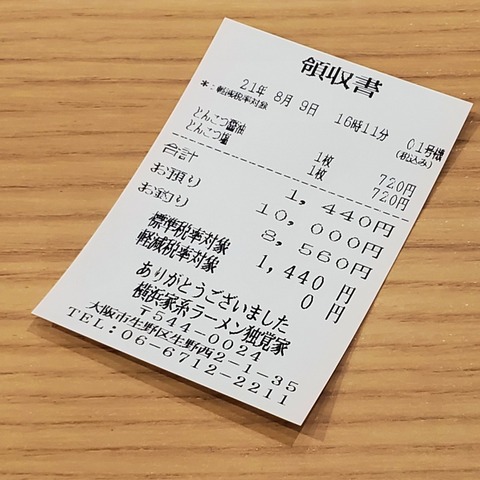 領収書
21年 8月 9日 16時11分 01号機
*:軽減税率対象 (税込み)
とんこつ醤油 1枚 720円
とんこつ塩 1枚 720円
合計 1,440円
お預り 10,000円
お釣り 8,560円
標準税率対象 1,440 円
軽減税率対象 0 円
ありがとうございました
横浜家系ラーメン独覚家
〒544-0024
大阪市生野区生野西2-1-35
TEL:06-6712-2211